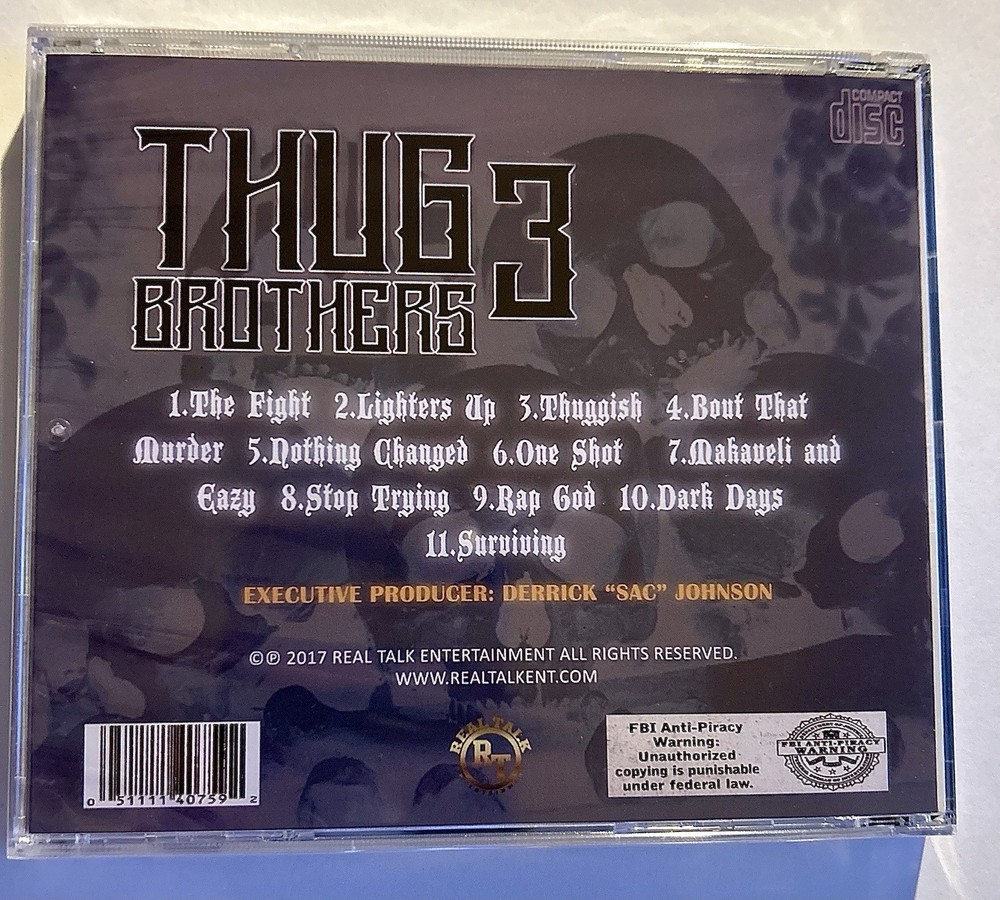 COMPACT
disc
THUG
BROTHERS 3
1.The Fight 2.Lighters Up 3.Thuggish 4.Bout That
Murder 5.Nothing Changed 6.One Shot 7.Makaveli and
Eazy 8.Stop Trying 9.Rap God 10.Dark Days
11.Surviving
EXECUTIVE PRODUCER: DERRICK “SAC” JOHNSON
©℗ 2017 REAL TALK ENTERTAINMENT ALL RIGHTS RESERVED.
WWW.REALTALKENT.COM
0 51111 40759 2
REAL TALK
RT
FBI Anti-Piracy
Warning:
Unauthorized
copying is punishable
under federal law.
FBI ANTI-PIRACY
WARNING